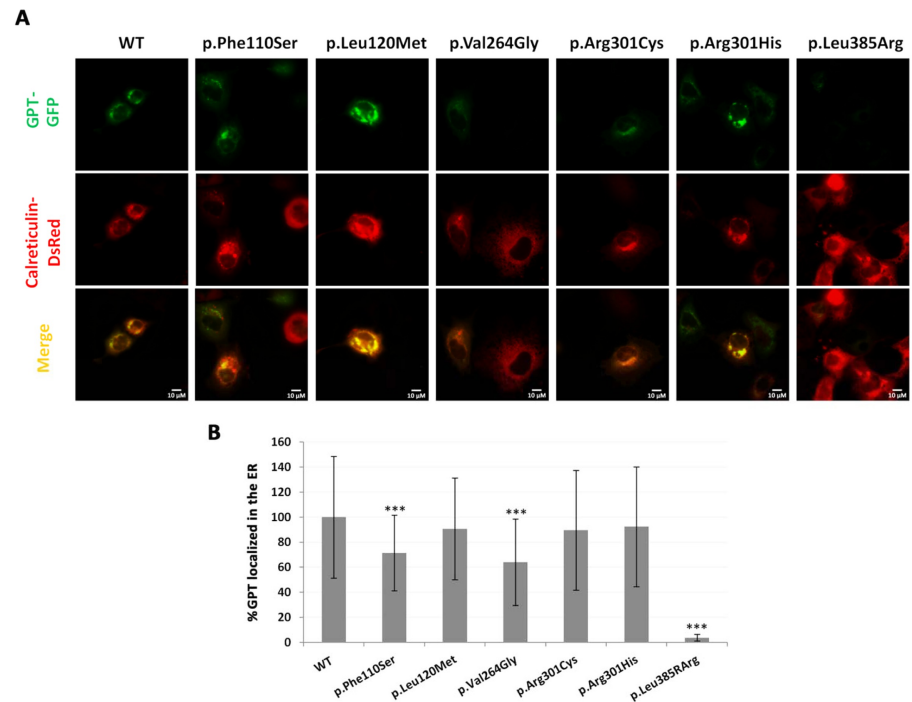 A
WT p.Phe110Ser p.Leu120Met p.Val264Gly p.Arg301Cys p.Arg301His p.Leu385Arg
GPT-
GFP
Calreticulin-
DsRed
Merge
10 µM 10 µM 10 µM 10 µM 10 µM 10 µM 10 µM
B
%GPT localized in the ER
160
140
120
100
80
60
40
20
0
*** *** ***
WT p.Phe110Ser p.Leu120Met p.Val264Gly p.Arg301Cys p.Arg301His p.Leu385RArg